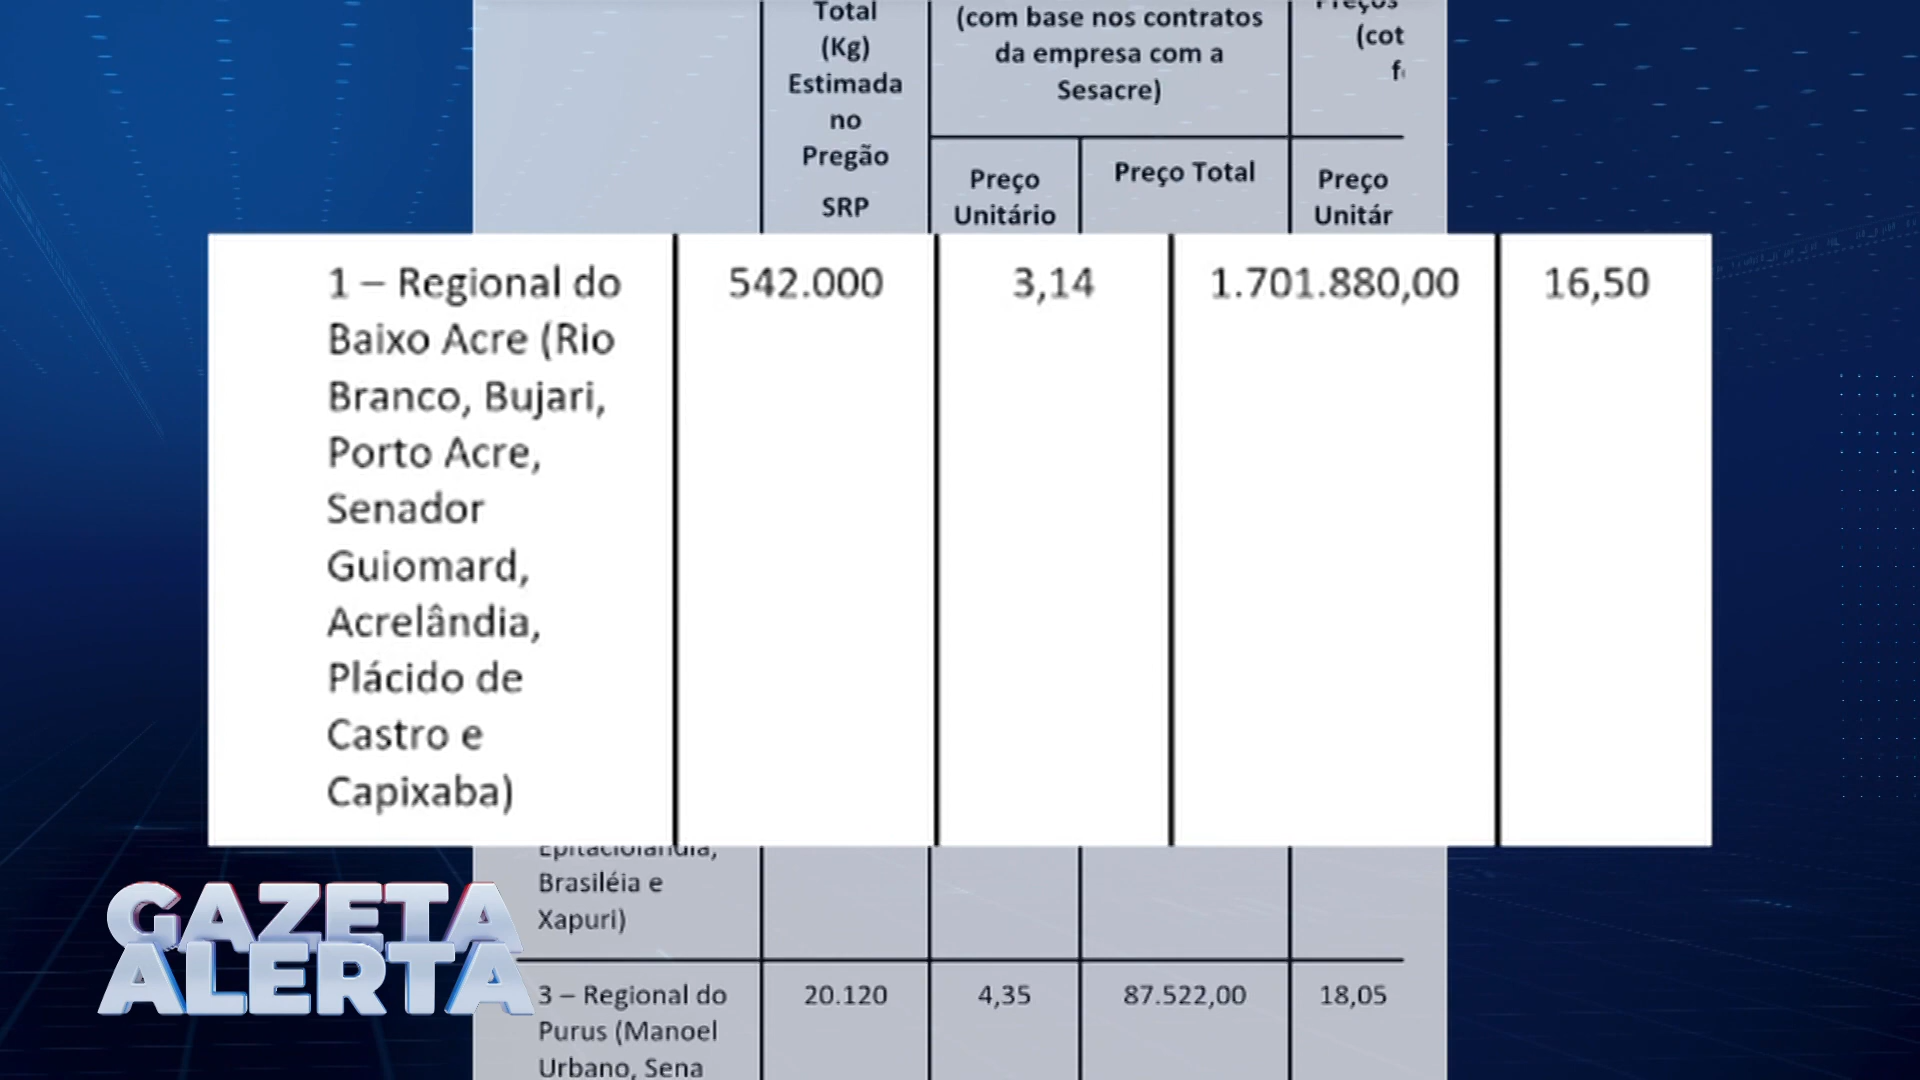 Total
(Kg)
Estimada
no
Pregão
SRP
(com base nos contratos
da empresa com a
Sesacre)
Preço
Unitário
Preço Total
(cot
Preço
Unitár
1 – Regional do
Baixo Acre (Rio
Branco, Bujari,
Porto Acre,
Senador
Guiomard,
Acrelândia,
Plácido de
Castro e
Capixaba)
542.000
3,14
1.701.880,00
16,50
Brasiléia e
Xapuri)
3 – Regional do
Purus (Manoel
Urbano, Sena
20.120
4,35
87.522,00
18,05
GAZETA
ALERTA